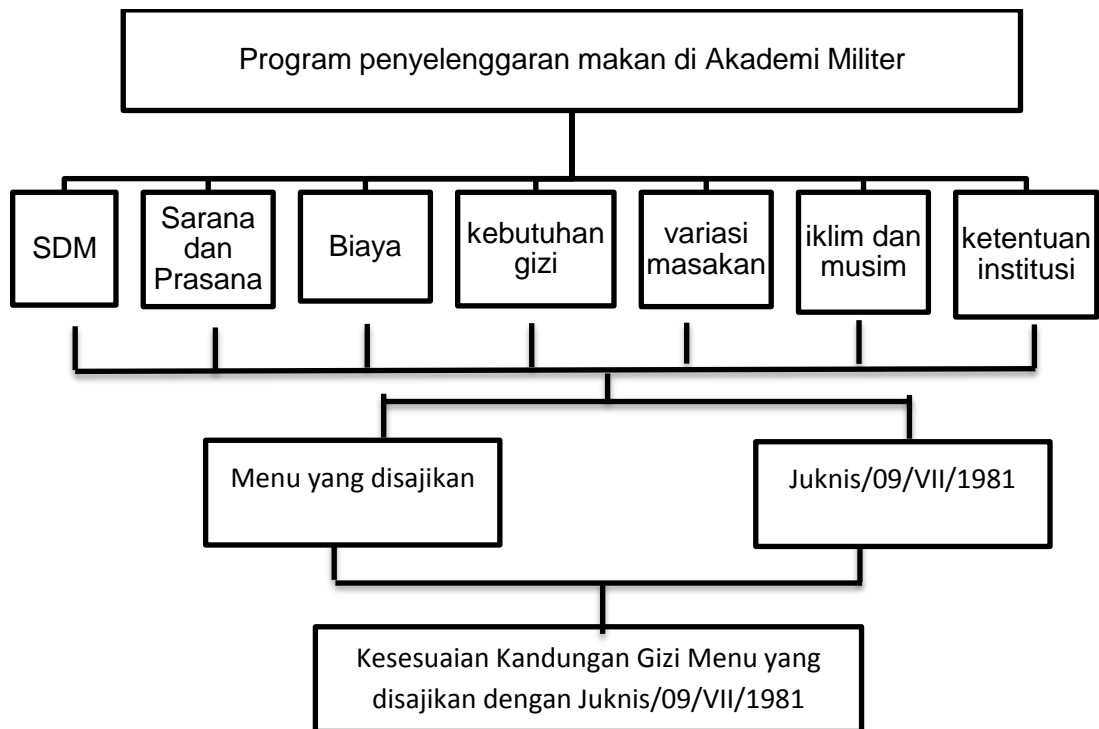 Program penyelenggaran makan di Akademi Militer
SDM
Sarana
dan
Prasana
Biaya
kebutuhan
gizi
variasi
masakan
iklim dan
musim
ketentuan
institusi
Menu yang disajikan
Juknis/09/VII/1981
Kesesuaian Kandungan Gizi Menu yang
disajikan dengan Juknis/09/VII/1981